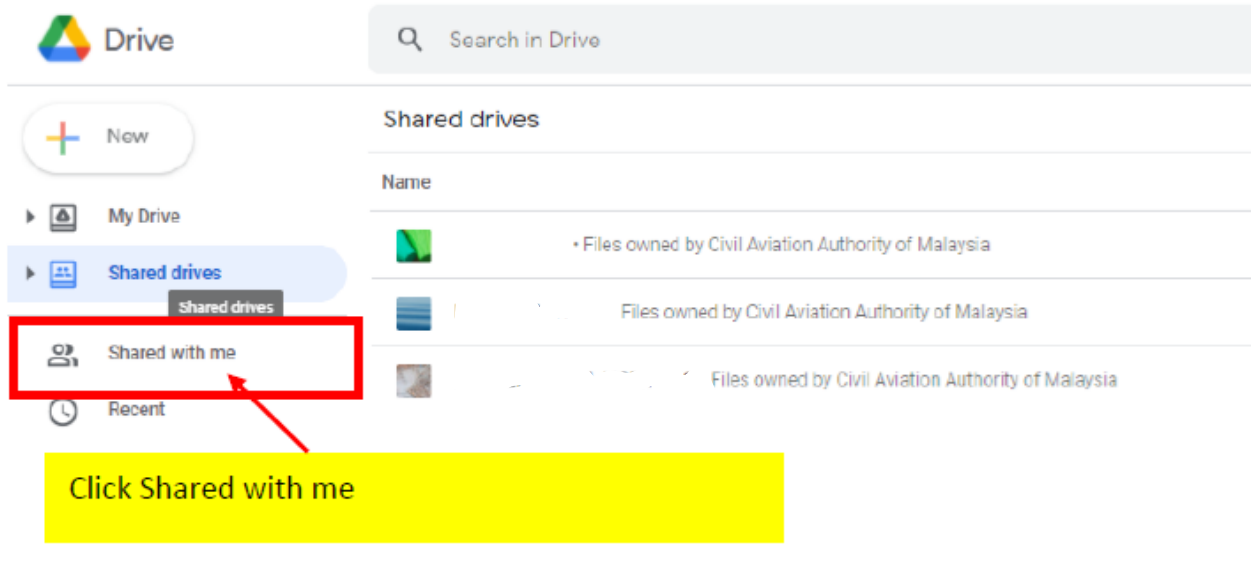 Drive
Search in Drive
New
Shared drives
Name
My Drive
• Files owned by Civil Aviation Authority of Malaysia
Shared drives
Shared drives
Files owned by Civil Aviation Authority of Malaysia
Shared with me
Files owned by Civil Aviation Authority of Malaysia
Recent
Click Shared with me